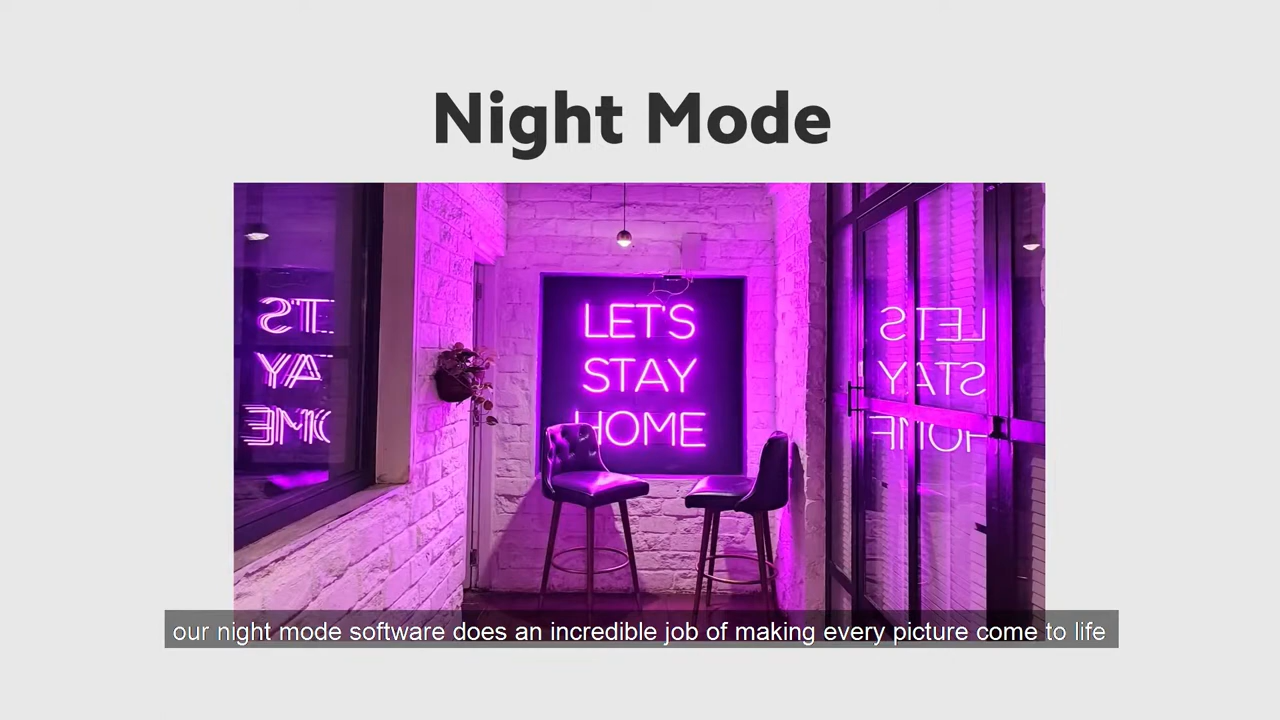 Night Mode
LET'S
STAY
HOME
our night mode software does an incredible job of making every picture come to life